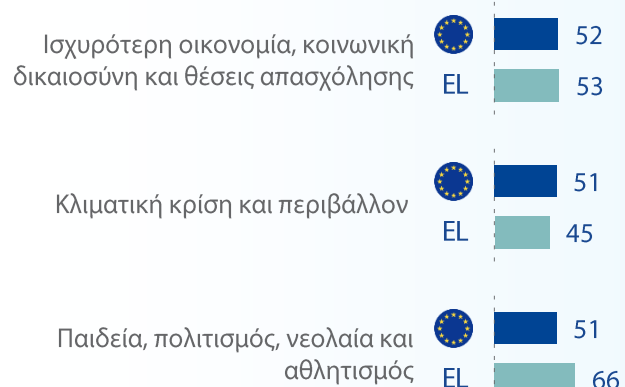 Ισχυρότερη οικονομία, κοινωνική
δικαιοσύνη και θέσεις απασχόλησης
52
EL 53
Κλιματική κρίση και περιβάλλον
51
EL 45
Παιδεία, πολιτισμός, νεολαία και
αθλητισμός
51
EL 66